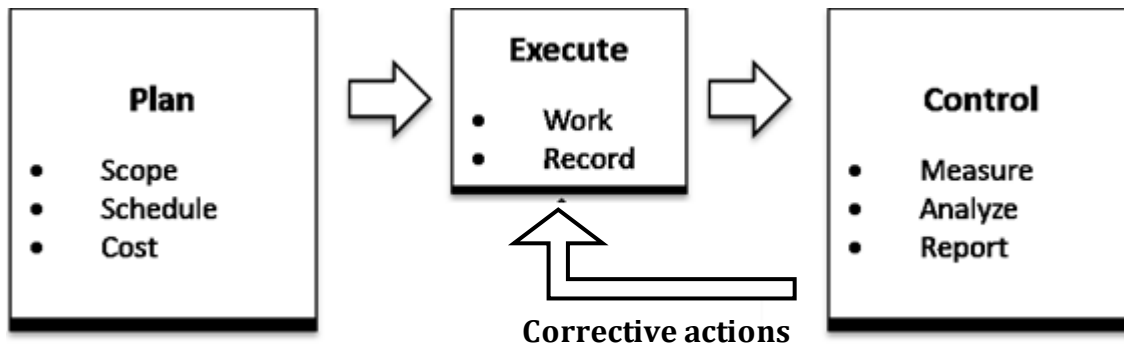 Plan
• Scope
• Schedule
• Cost
Execute
• Work
• Record
Control
• Measure
• Analyze
• Report
Corrective actions